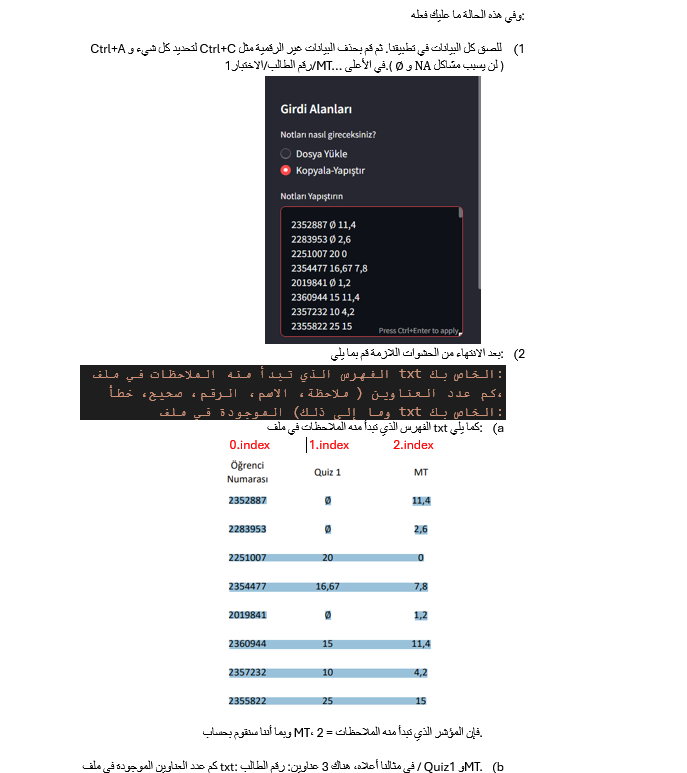 وفي هذه الحالة ما عليك فعله:
1) للصق كل البيانات في تطبيقنا. ثم قم بحذف البيانات غير الرقمية مثل Ctrl+C لتحديد كل شيء و Ctrl+A
( لن يسبب مشاكل NA و Ø ).في الأعلى ...MT/رقم الطالب/الاختبار1
Girdi Alanları
Notları nasıl gireceksiniz?
Dosya Yükle
Kopyala-Yapıştır
Notları Yapıştırın
2352887 Ø 11,4
2283953 Ø 2,6
2251007 20 0
2354477 16,67 7,8
2019841 Ø 1,2
2360944 15 11,4
2357232 10 4,2
2355822 25 15
Press Ctrl+Enter to apply
2) بعد الانتهاء من الحشوات اللازمة قم بما يلي:
الخاص بك txt الفهرس الذي تبدأ منه الملاحظات في ملف:
كم عدد العناوين ( ملاحظة، الاسم، الرقم، صحيح، خطأ،
الخاص بك txt وما إلى ذلك) الموجودة في ملف:
a) كما يلي txt الفهرس الذي تبدأ منه الملاحظات في ملف:
0.index 1.index 2.index
Öğrenci Numarası Quiz 1 MT
2352887 Ø 11,4
2283953 Ø 2,6
2251007 20 0
2354477 16,67 7,8
2019841 Ø 1,2
2360944 15 11,4
2357232 10 4,2
2355822 25 15
فإن المؤشر الذي تبدأ منه الملاحظات = 2 ،MT وبما أننا سنقوم بحساب.
b) .MTو Quiz1 / في مثالنا أعلاه، هناك 3 عناوين: رقم الطالب :txt كم عدد العناوين الموجودة في ملف